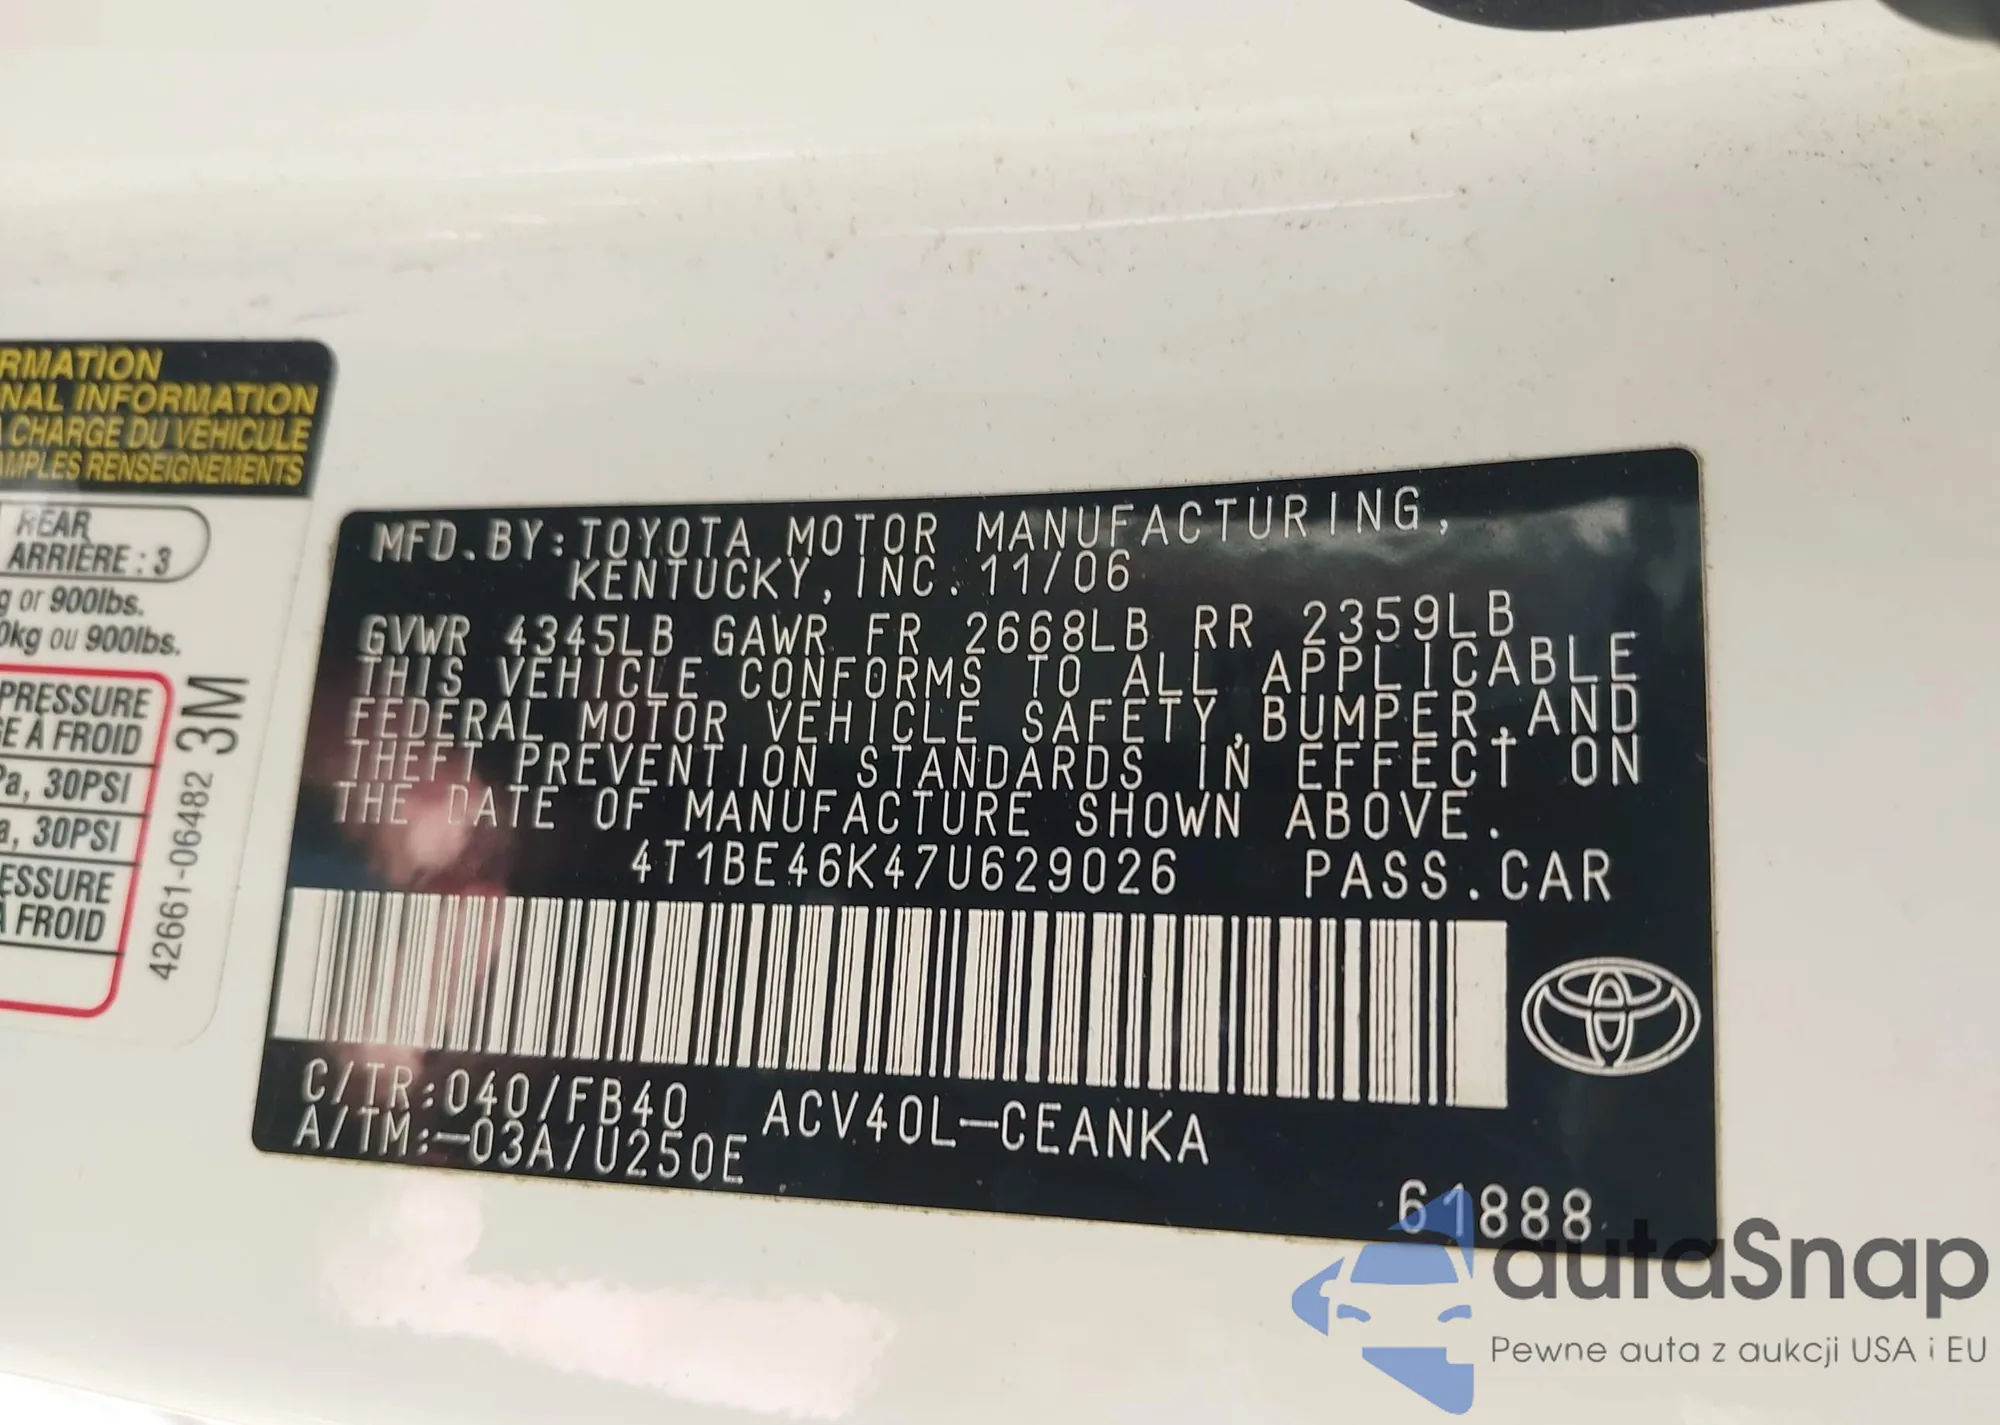 RMATION
NAL INFORMATION
A CHARGE DU VÉHICULE
AMPLES RENSEIGNEMENTS
REAR
ARRIÈRE : 3
g or 900lbs.
0kg ou 900lbs.
PRESSURE
GE À FROID
Pa, 30PSI
a, 30PSI
ESSURE
À FROID
42661-06482 3M
MFD. BY: TOYOTA MOTOR MANUFACTURING,
KENTUCKY, INC. 11/06
GVWR 4345LB GAWR FR 2668LB RR 2359LB
THIS VEHICLE CONFORMS TO ALL APPLICABLE
FEDERAL MOTOR VEHICLE SAFETY, BUMPER, AND
THEFT PREVENTION STANDARDS IN EFFECT ON
THE DATE OF MANUFACTURE SHOWN ABOVE.
4T1BE46K47U629026 PASS.CAR
C/TR: 040/FB40 ACV40L-CEANKA
A/TM: -03A/U250E
61888
autaSnap
Pewne auta z aukcji USA i EU